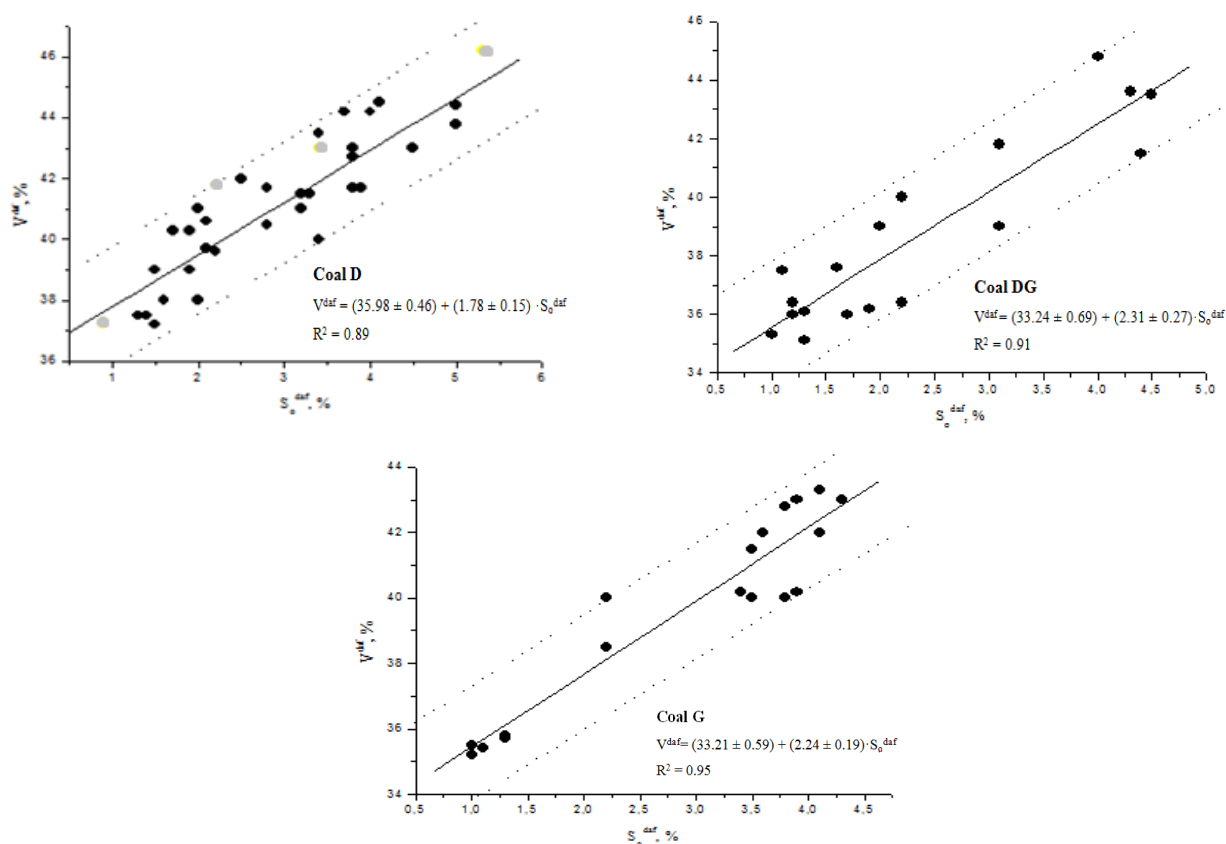 46
44
42
40
38
36
V^daf, %
1
2
3
4
5
6
S_o^daf, %
Coal D
V^daf = (35.98 ± 0.46) + (1.78 ± 0.15) ·S_o^daf
R² = 0.89
46
44
42
40
38
36
34
V^daf, %
0,5
1,0
1,5
2,0
2,5
3,0
3,5
4,0
4,5
5,0
S_o^daf, %
Coal DG
V^daf = (33.24 ± 0.69) + (2.31 ± 0.27)·S_o^daf
R² = 0.91
44
42
40
38
36
34
V^daf, %
0,5
1,0
1,5
2,0
2,5
3,0
3,5
4,0
4,5
S_o^daf, %
Coal G
V^daf= (33.21 ± 0.59) + (2.24 ± 0.19)·S_o^daf
R² = 0.95